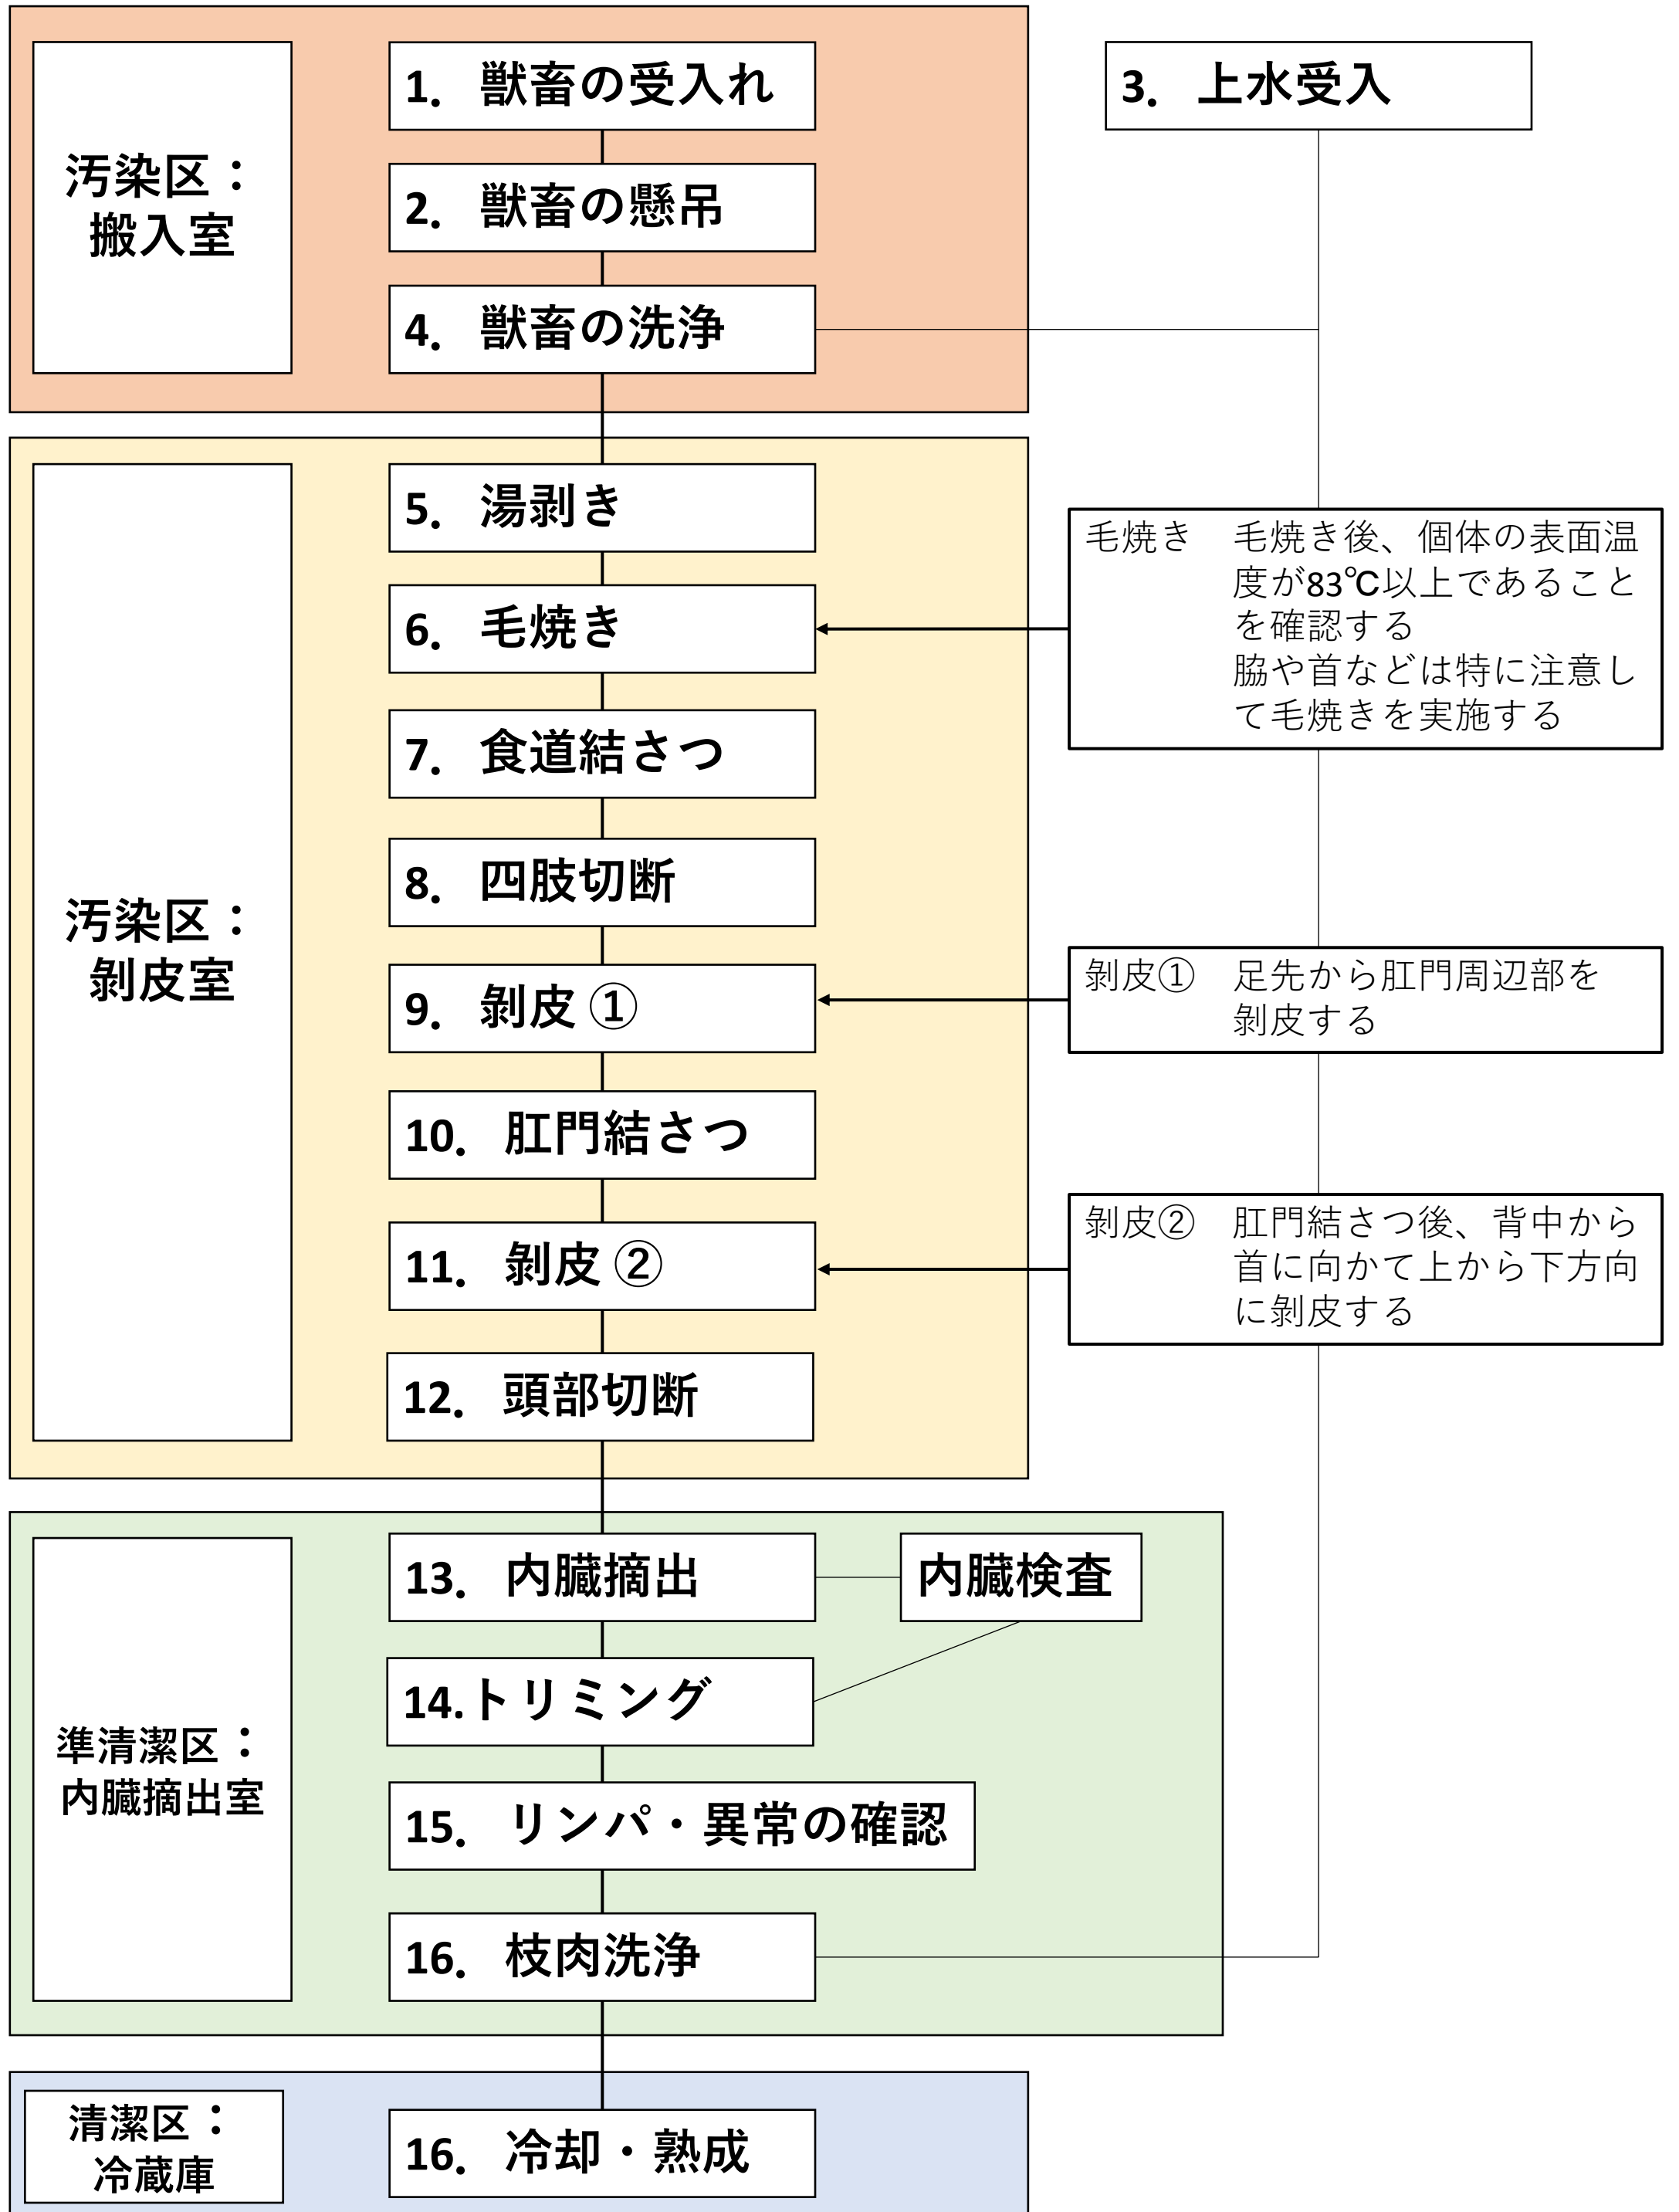 汚染区：
搬入室
1. 獣畜の受入れ
3. 上水受入
2. 獣畜の懸吊
4. 獣畜の洗浄
汚染区：
剝皮室
5. 湯剥き
6. 毛焼き
毛焼き 毛焼き後、個体の表面温
度が83℃以上であること
を確認する
脇や首などは特に注意し
て毛焼きを実施する
7. 食道結さつ
8. 四肢切断
9. 剝皮①
剝皮① 足先から肛門周辺部を
剝皮する
10. 肛門結さつ
11. 剝皮②
剝皮② 肛門結さつ後、背中から
首に向かて上から下方向
に剝皮する
12. 頭部切断
準清潔区：
内臓摘出室
13. 内臓摘出
内臓検査
14.トリミング
15. リンパ・異常の確認
16. 枝肉洗浄
清潔区：
冷蔵庫
16. 冷却・熟成